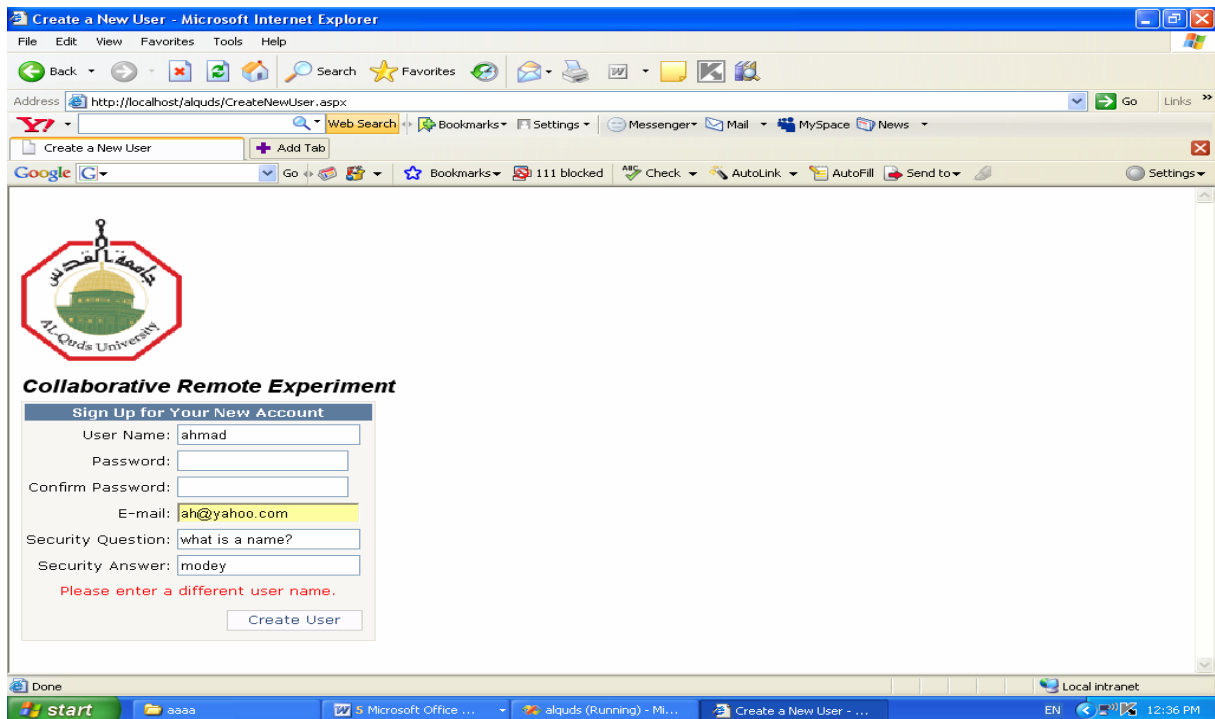 Create a New User - Microsoft Internet Explorer
File Edit View Favorites Tools Help
Back Search Favorites
Address http://localhost/alquds/CreateNewUser.aspx Go Links »
Y! Web Search Bookmarks Settings Messenger Mail MySpace News
Create a New User Add Tab
Google G Go Bookmarks 111 blocked ABC Check AutoLink AutoFill Send to Settings
جامعة القدس
AL-Quds University
Collaborative Remote Experiment
Sign Up for Your New Account
User Name: ahmad
Password:
Confirm Password:
E-mail: ah@yahoo.com
Security Question: what is a name?
Security Answer: modey
Please enter a different user name.
Create User
Done Local intranet
start aaaa 5 Microsoft Office ... alquds (Running) - Mi... Create a New User - ... EN 12:36 PM